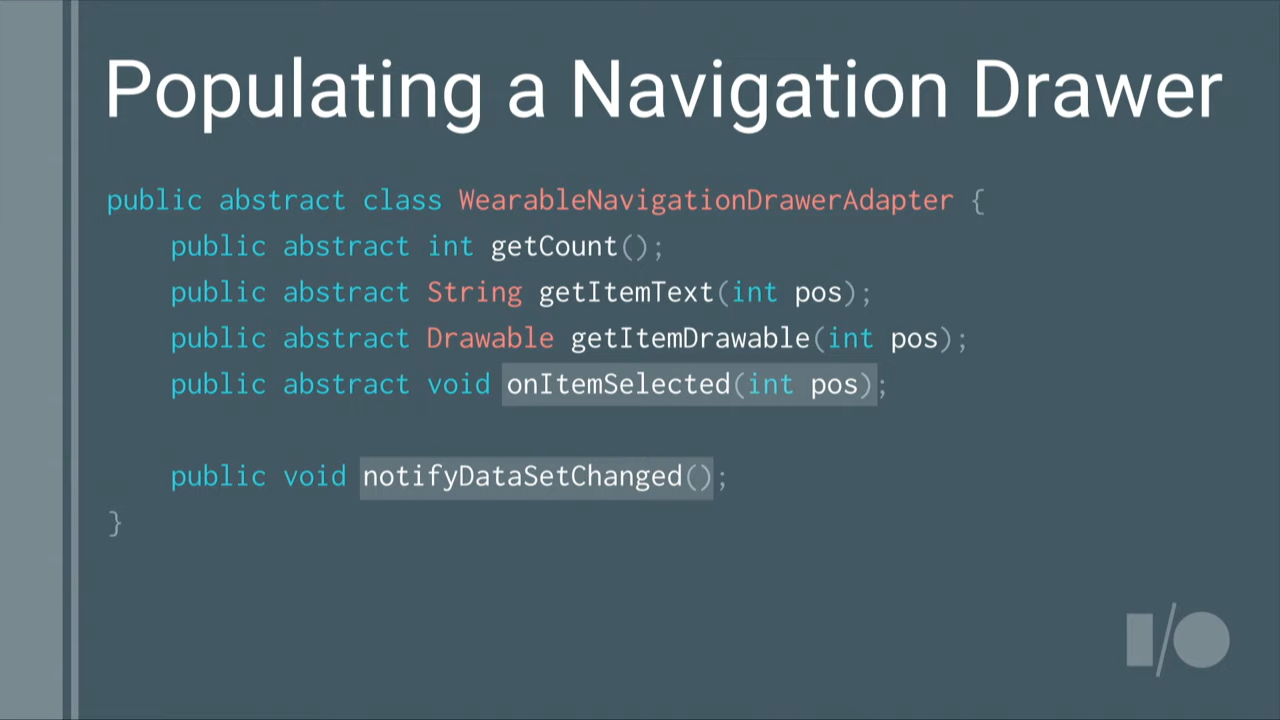 Populating a Navigation Drawer
public abstract class WearableNavigationDrawerAdapter {
    public abstract int getCount();
    public abstract String getItemText(int pos);
    public abstract Drawable getItemDrawable(int pos);
    public abstract void onItemSelected(int pos);
    public void notifyDataSetChanged();
}
I/O